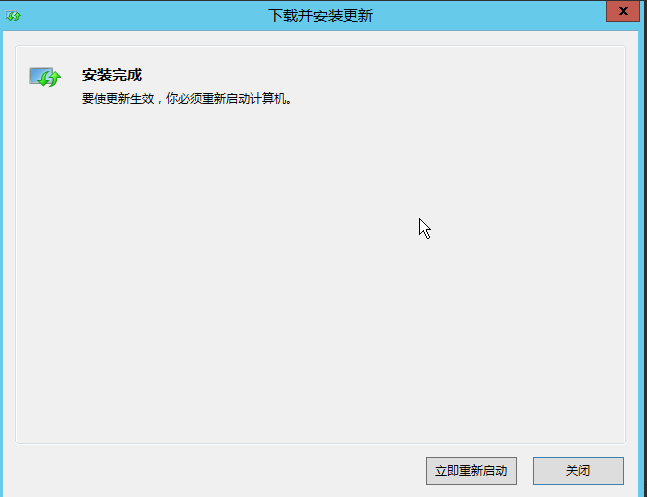 下载并安装更新
安装完成
要使更新生效，你必须重新启动计算机。
立即重新启动
关闭